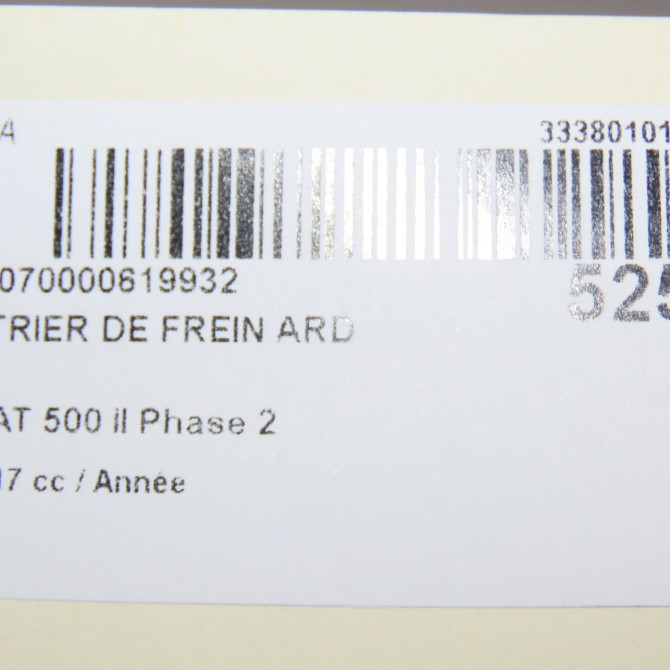 A 33380101
070000619932
525
TRIER DE FREIN ARD
AT 500 II Phase 2
17 cc / Année